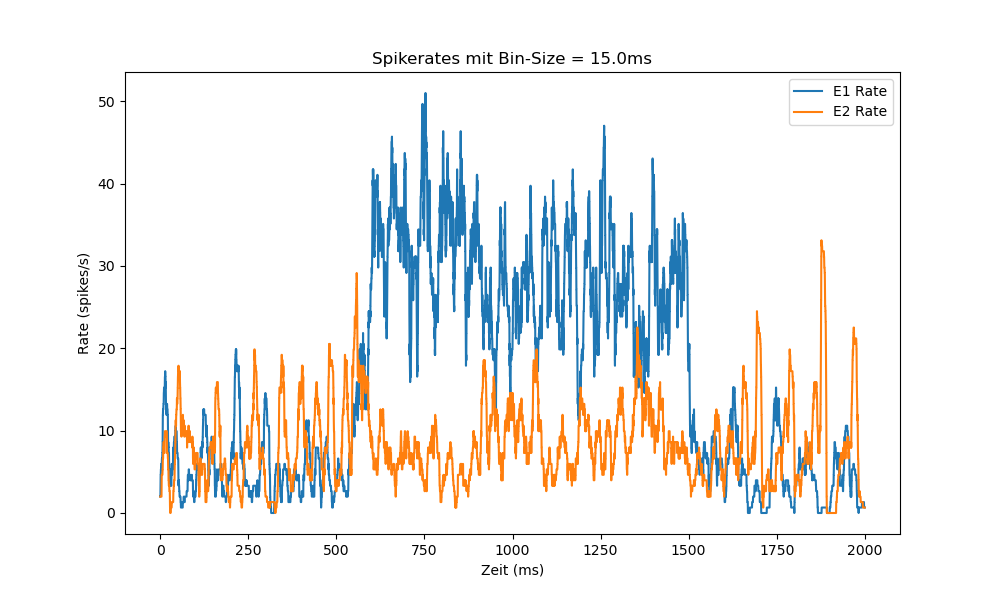 Spikerates mit Bin-Size = 15.0ms
E1 Rate
E2 Rate
Rate (spikes/s)
50
40
30
20
10
0
0 250 500 750 1000 1250 1500 1750 2000
Zeit (ms)